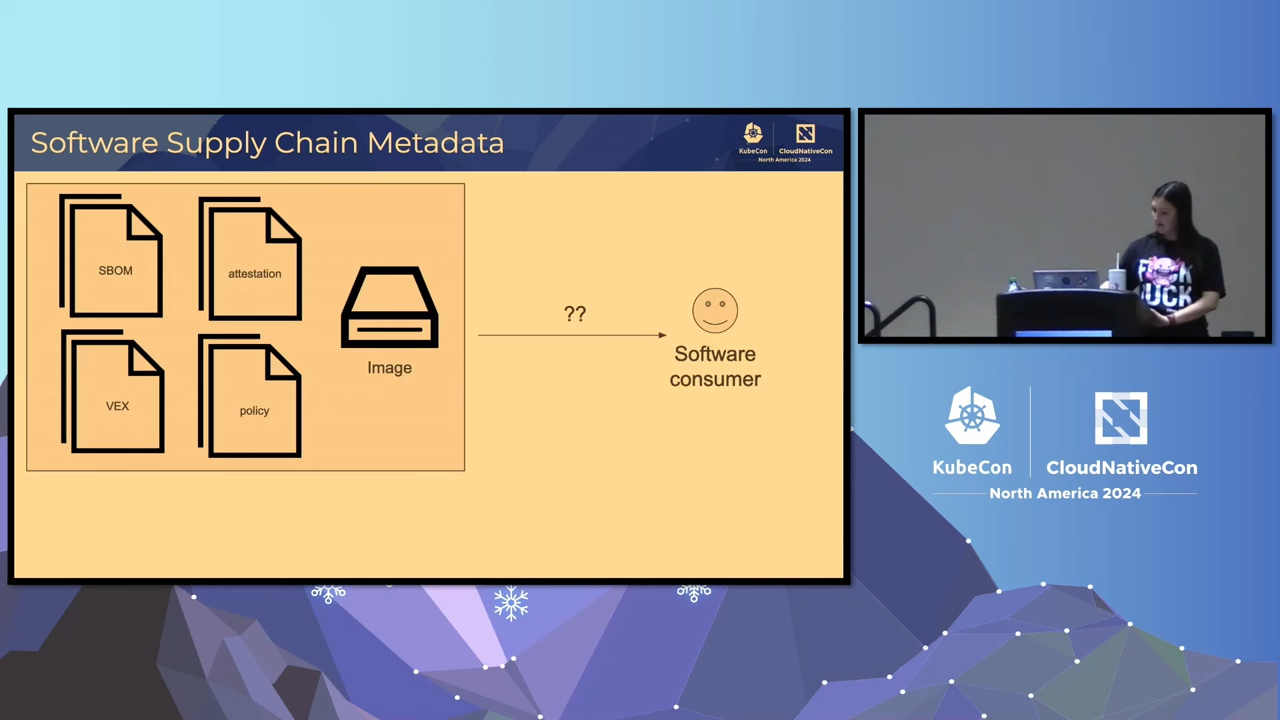 Software Supply Chain Metadata
KubeCon
CloudNativeCon
North America 2024
SBOM
attestation
VEX
policy
Image
??
Software
consumer
KubeCon
CloudNativeCon
North America 2024